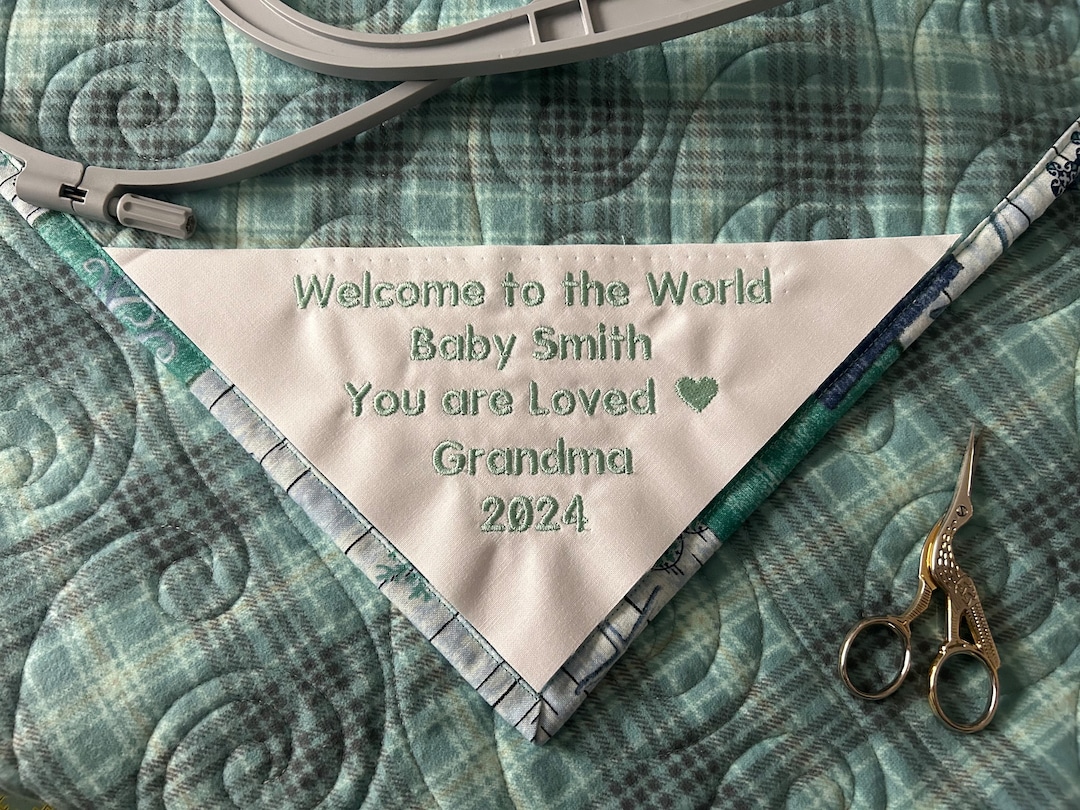 Welcome to the World
Baby Smith
You are Loved ♥
Grandma
2024